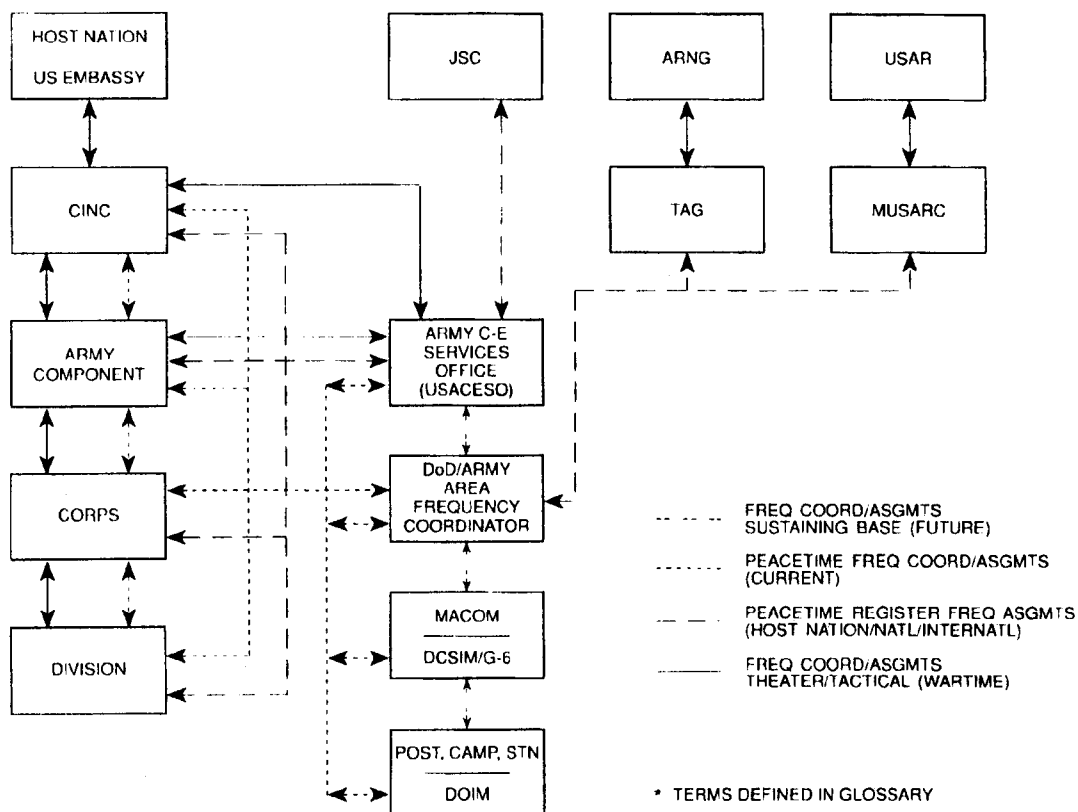 HOST NATION
US EMBASSY
JSC
ARNG
USAR
CINC
TAG
MUSARC
ARMY
COMPONENT
ARMY C-E
SERVICES
OFFICE
(USACESO)
CORPS
DoD/ARMY
AREA
FREQUENCY
COORDINATOR
DIVISION
MACOM
DCSIM/G-6
POST, CAMP, STN
DOIM
FREQ COORD/ASGMTS
SUSTAINING BASE (FUTURE)
PEACETIME FREQ COORD/ASGMTS
(CURRENT)
PEACETIME REGISTER FREQ ASGMTS
(HOST NATION/NATL/INTERNATL)
FREQ COORD/ASGMTS
THEATER/TACTICAL (WARTIME)
* TERMS DEFINED IN GLOSSARY